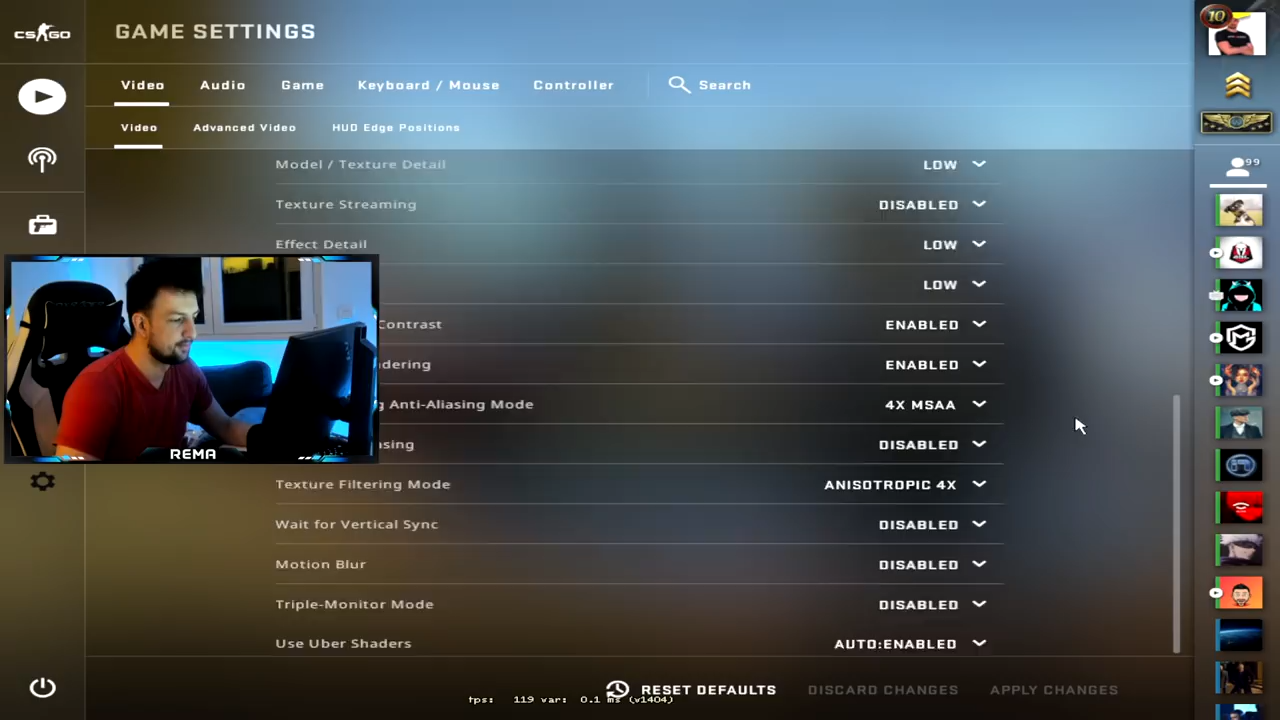 CS GO
GAME SETTINGS
10
Video Audio Game Keyboard / Mouse Controller Search
Video Advanced Video HUD Edge Positions
99
Model / Texture Detail LOW
Texture Streaming DISABLED
Effect Detail LOW
LOW
Contrast ENABLED
dering ENABLED
g Anti-Aliasing Mode 4X MSAA
asing DISABLED
REMA
Texture Filtering Mode ANISOTROPIC 4X
Wait for Vertical Sync DISABLED
Motion Blur DISABLED
Triple-Monitor Mode DISABLED
Use Uber Shaders AUTO:ENABLED
RESET DEFAULTS DISCARD CHANGES APPLY CHANGES
fps: 119 var: 0.1 ms (v1404)